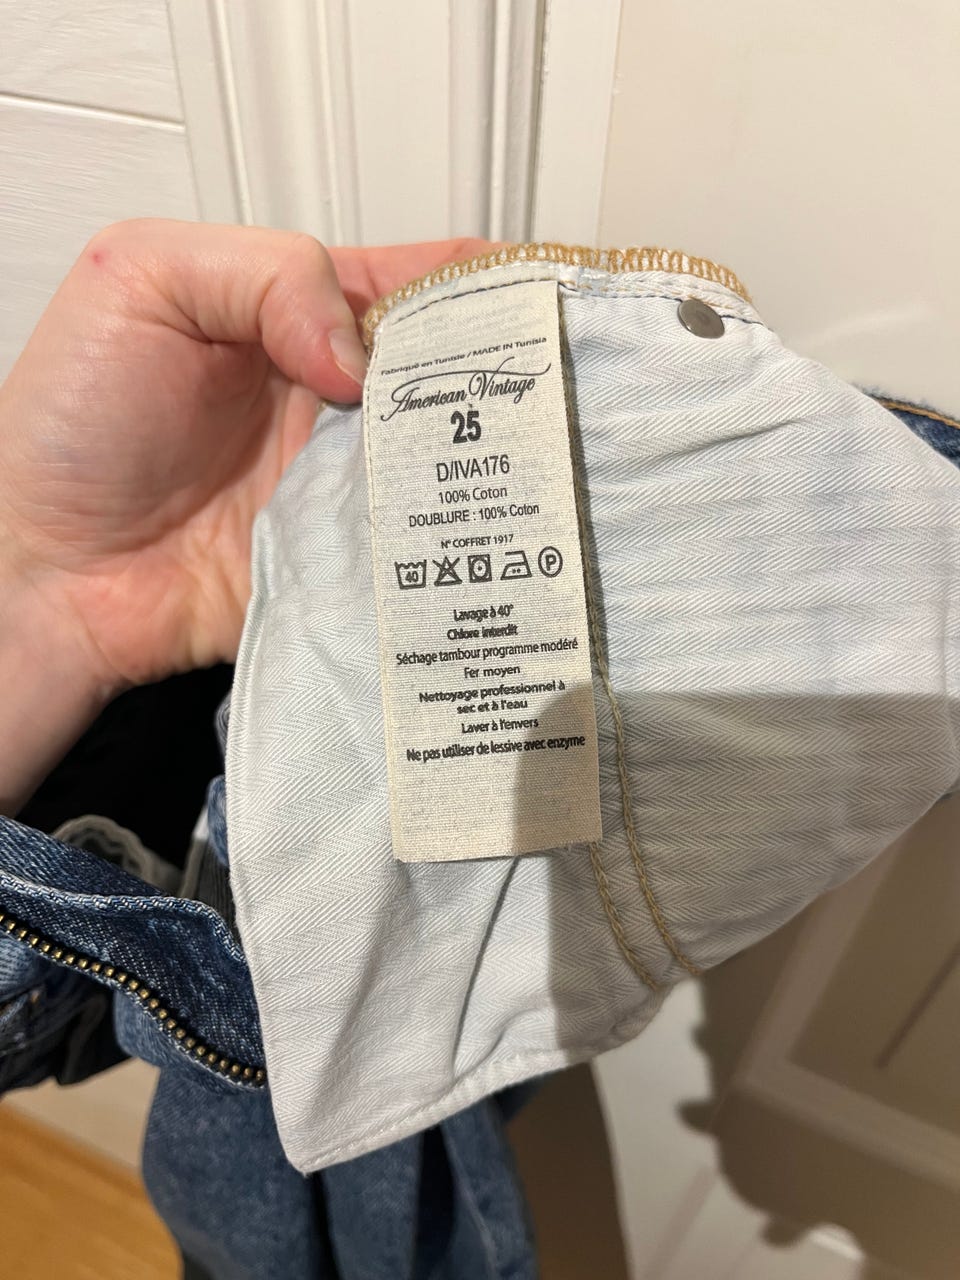 Fabriqué en Tunisie / MADE IN Tunisia
American Vintage
25
D/IVA176
100% Coton
DOUBLURE : 100% Coton
N° COFFRET 1917
40 P
Lavage à 40°
Chlore interdit
Séchage tambour programme modéré
Fer moyen
Nettoyage professionnel à
sec et à l'eau
Laver à l'envers
Ne pas utiliser de lessive avec enzyme